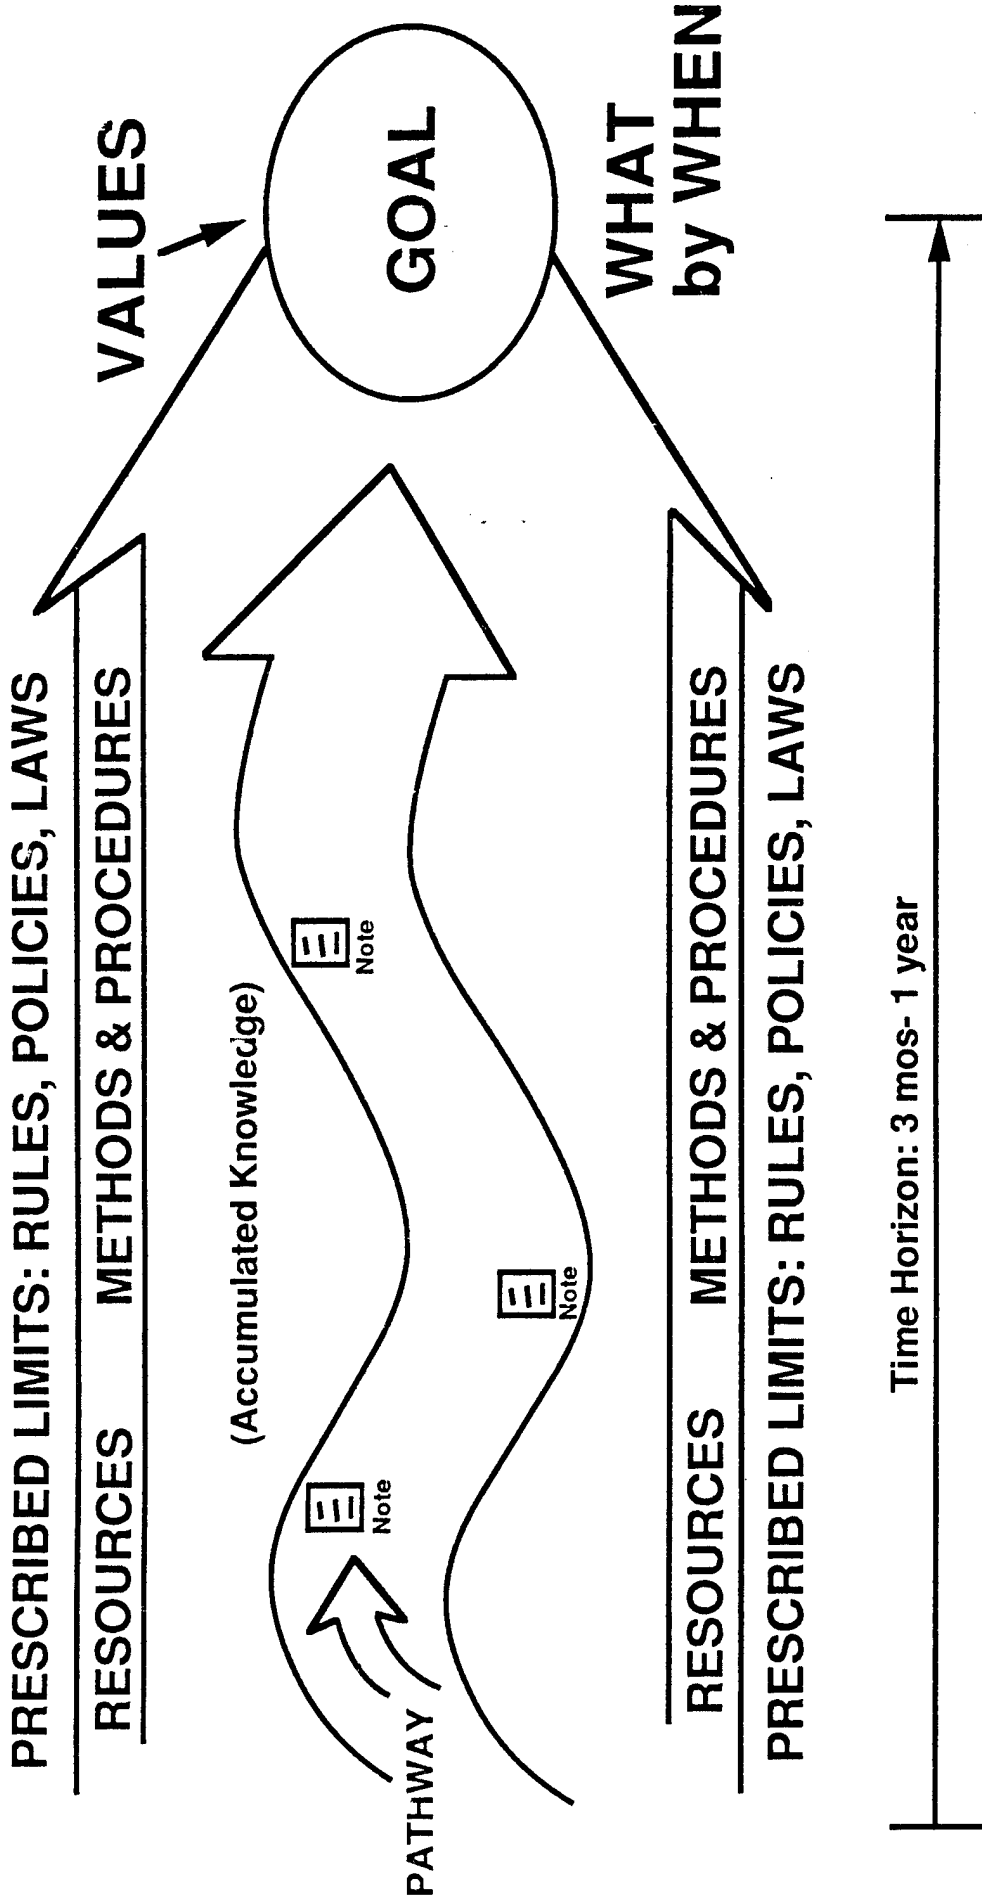 PRESCRIBED LIMITS: RULES, POLICIES, LAWS
RESOURCES METHODS & PROCEDURES
VALUES
(Accumulated Knowledge)
Note
Note
Note
PATHWAY
GOAL
WHAT
by WHEN
RESOURCES METHODS & PROCEDURES
PRESCRIBED LIMITS: RULES, POLICIES, LAWS
Time Horizon: 3 mos- 1 year